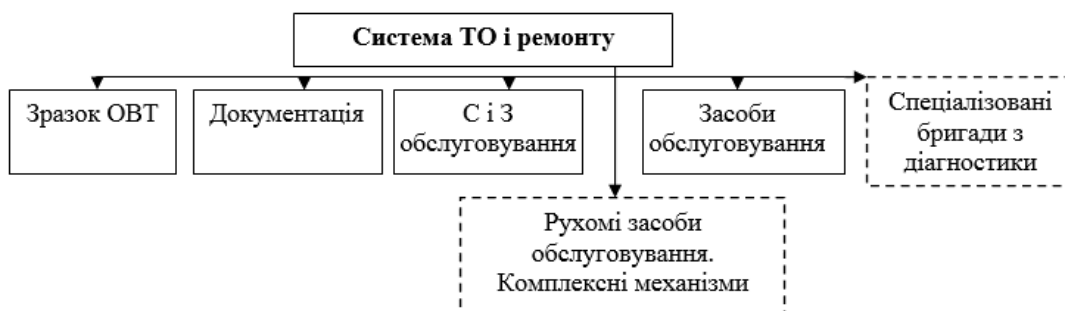 Система ТО і ремонту
Зразок ОВТ
Документація
С і З
обслуговування
Засоби
обслуговування
Спеціалізовані
бригади з
діагностики
Рухомі засоби
обслуговування.
Комплексні механізми